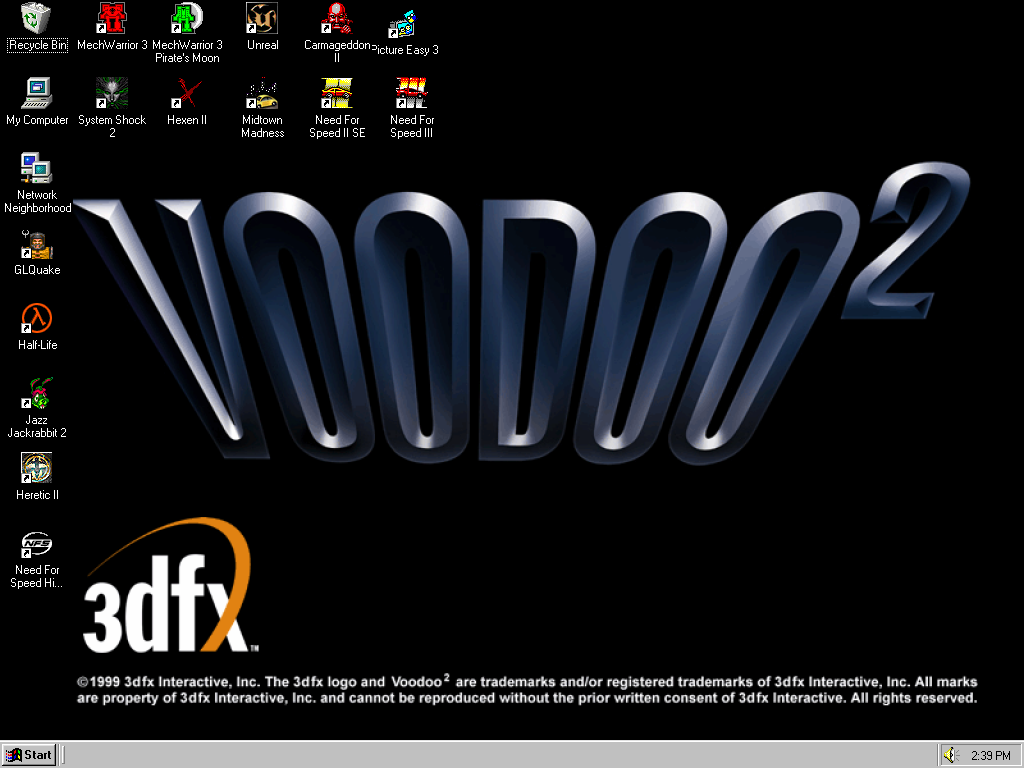 Recycle Bin
MechWarrior 3
MechWarrior 3
Pirate's Moon
Unreal
Carmageddon
II
Picture Easy 3
My Computer
System Shock
2
Hexen II
Midtown
Madness
Need For
Speed II SE
Need For
Speed III
Network
Neighborhood
GLQuake
Half-Life
Jazz
Jackrabbit 2
Heretic II
NFS
Need For
Speed Hi...
VOODOO2
3dfx™
©1999 3dfx Interactive, Inc. The 3dfx logo and Voodoo2 are trademarks and/or registered trademarks of 3dfx Interactive, Inc. All marks
are property of 3dfx Interactive, Inc. and cannot be reproduced without the prior written consent of 3dfx Interactive. All rights reserved.
Start
2:39 PM